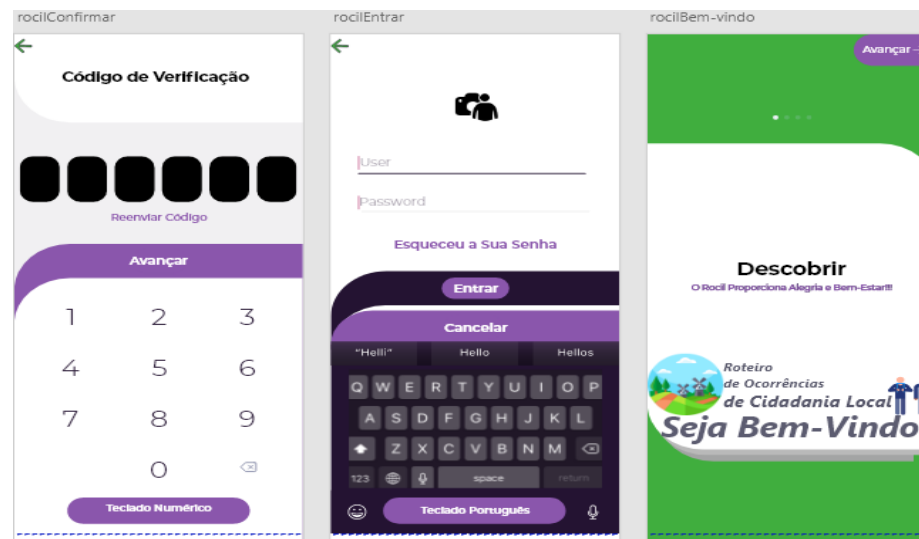 rocilConfirmar
Código de Verificação
Reenviar Código
Avançar
1 2 3
4 5 6
7 8 9
0
Teclado Numérico
rocilEntrar
User
Password
Esqueceu a Sua Senha
Entrar
Cancelar
"Helli" Hello Hellos
Q W E R T Y U I O P
A S D F G H J K L
Z X C V B N M
123 space return
Teclado Português
rocilBem-vindo
Avançar
Descobrir
O Rocil Proporciona Alegria e Bem-Estar!!!
Roteiro
de Ocorrências
de Cidadania Local
Seja Bem-Vindo